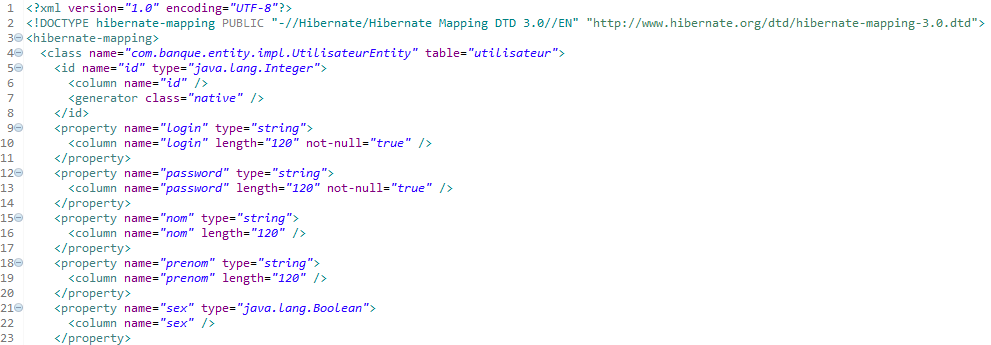 1 <?xml version="1.0" encoding="UTF-8"?>
2 <!DOCTYPE hibernate-mapping PUBLIC "-//Hibernate/Hibernate Mapping DTD 3.0//EN" "http://www.hibernate.org/dtd/hibernate-mapping-3.0.dtd">
3 <hibernate-mapping>
4 <class name="com.banque.entity.impl.UtilisateurEntity" table="utilisateur">
5 <id name="id" type="java.lang.Integer">
6 <column name="id" />
7 <generator class="native" />
8 </id>
9 <property name="login" type="string">
10 <column name="login" length="120" not-null="true" />
11 </property>
12 <property name="password" type="string">
13 <column name="password" length="120" not-null="true" />
14 </property>
15 <property name="nom" type="string">
16 <column name="nom" length="120" />
17 </property>
18 <property name="prenom" type="string">
19 <column name="prenom" length="120" />
20 </property>
21 <property name="sex" type="java.lang.Boolean">
22 <column name="sex" />
23 </property>